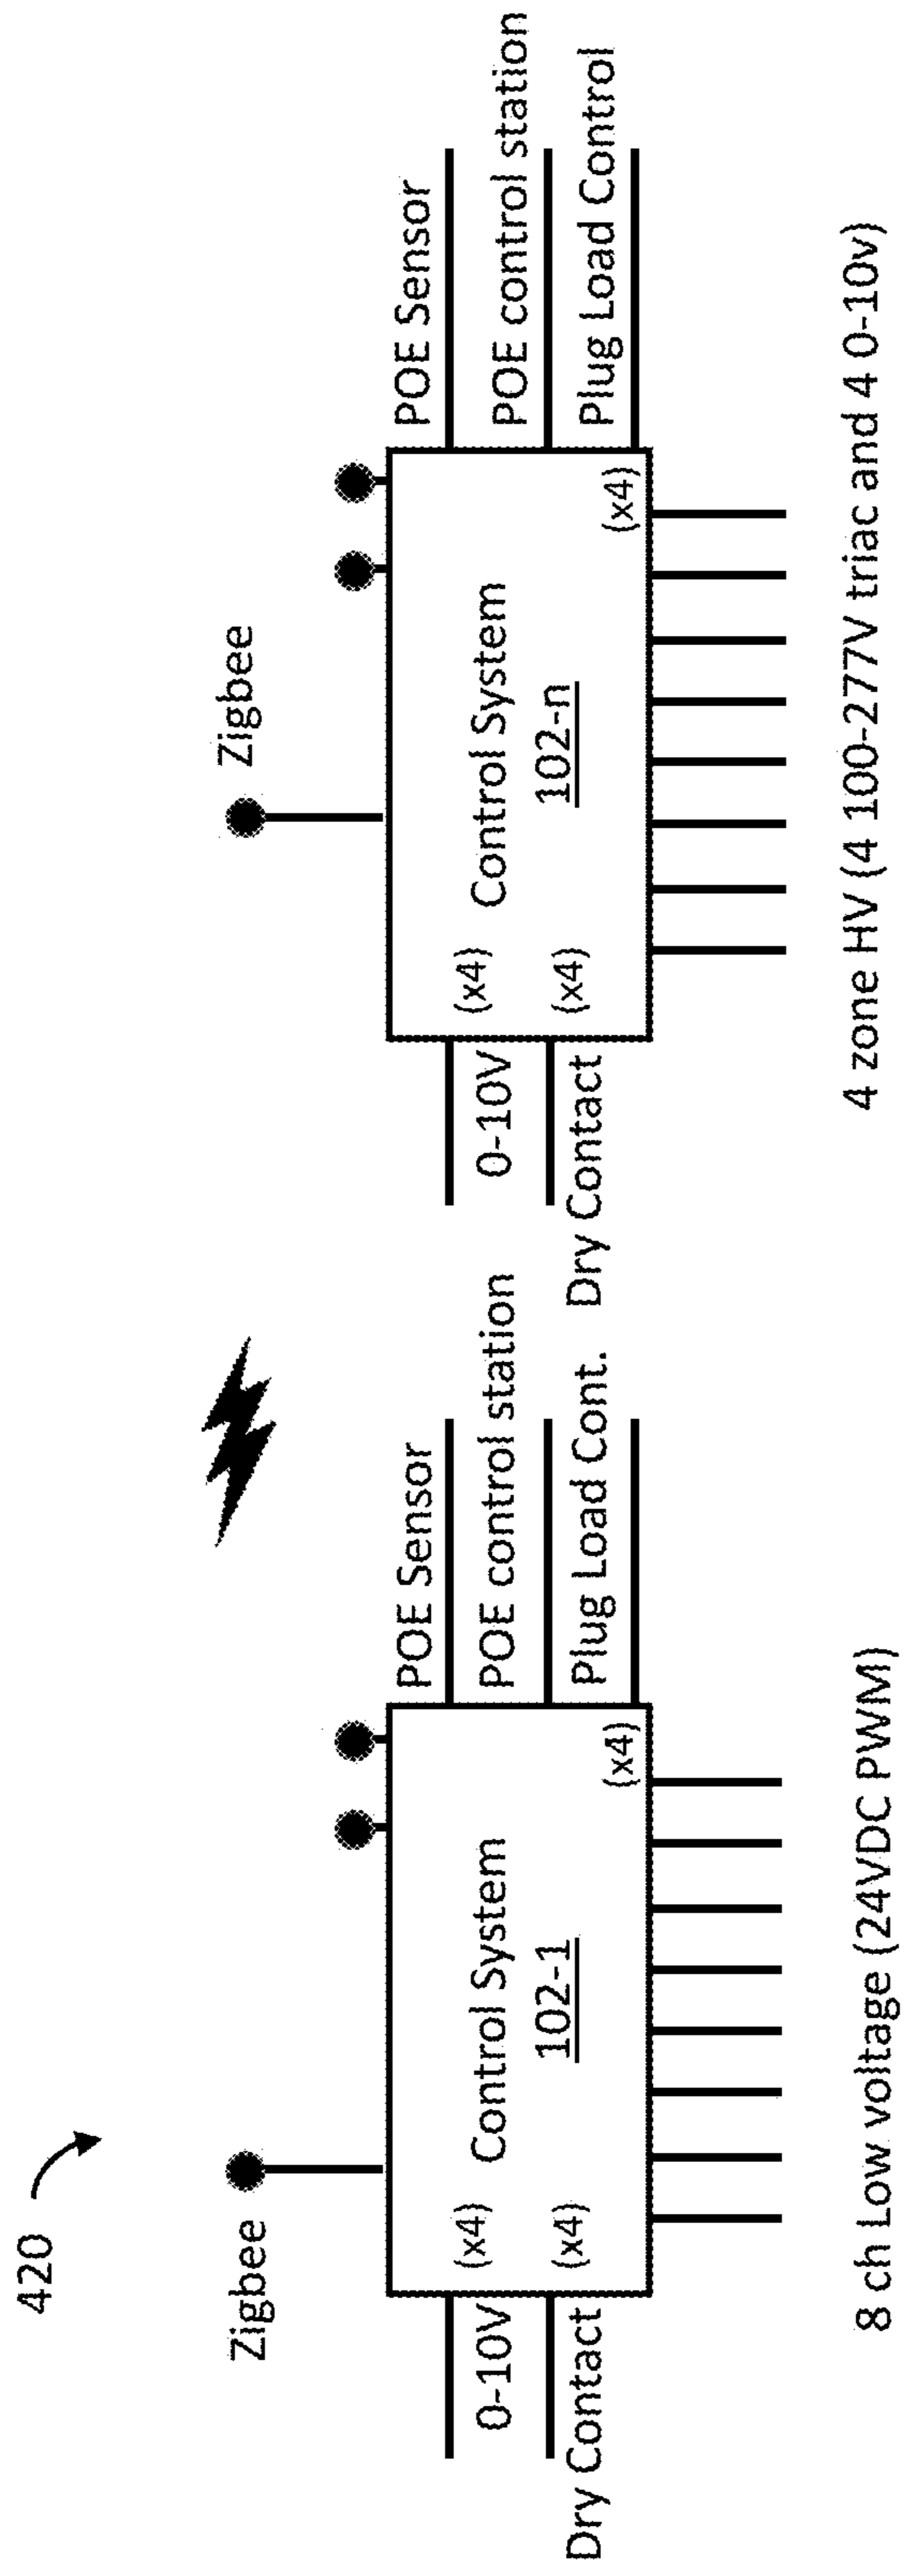 420
Zigbee
0-10V
Dry Contact
(x4)
(x4)
Control System
102-1
(x4)
POE Sensor
POE control station
Plug Load Cont.
8 ch Low voltage (24VDC PWM)
Zigbee
0-10V
Dry Contact
(x4)
(x4)
Control System
102-n
(x4)
POE Sensor
POE control station
Plug Load Control
4 zone HV (4 100-277V triac and 4 0-10v)